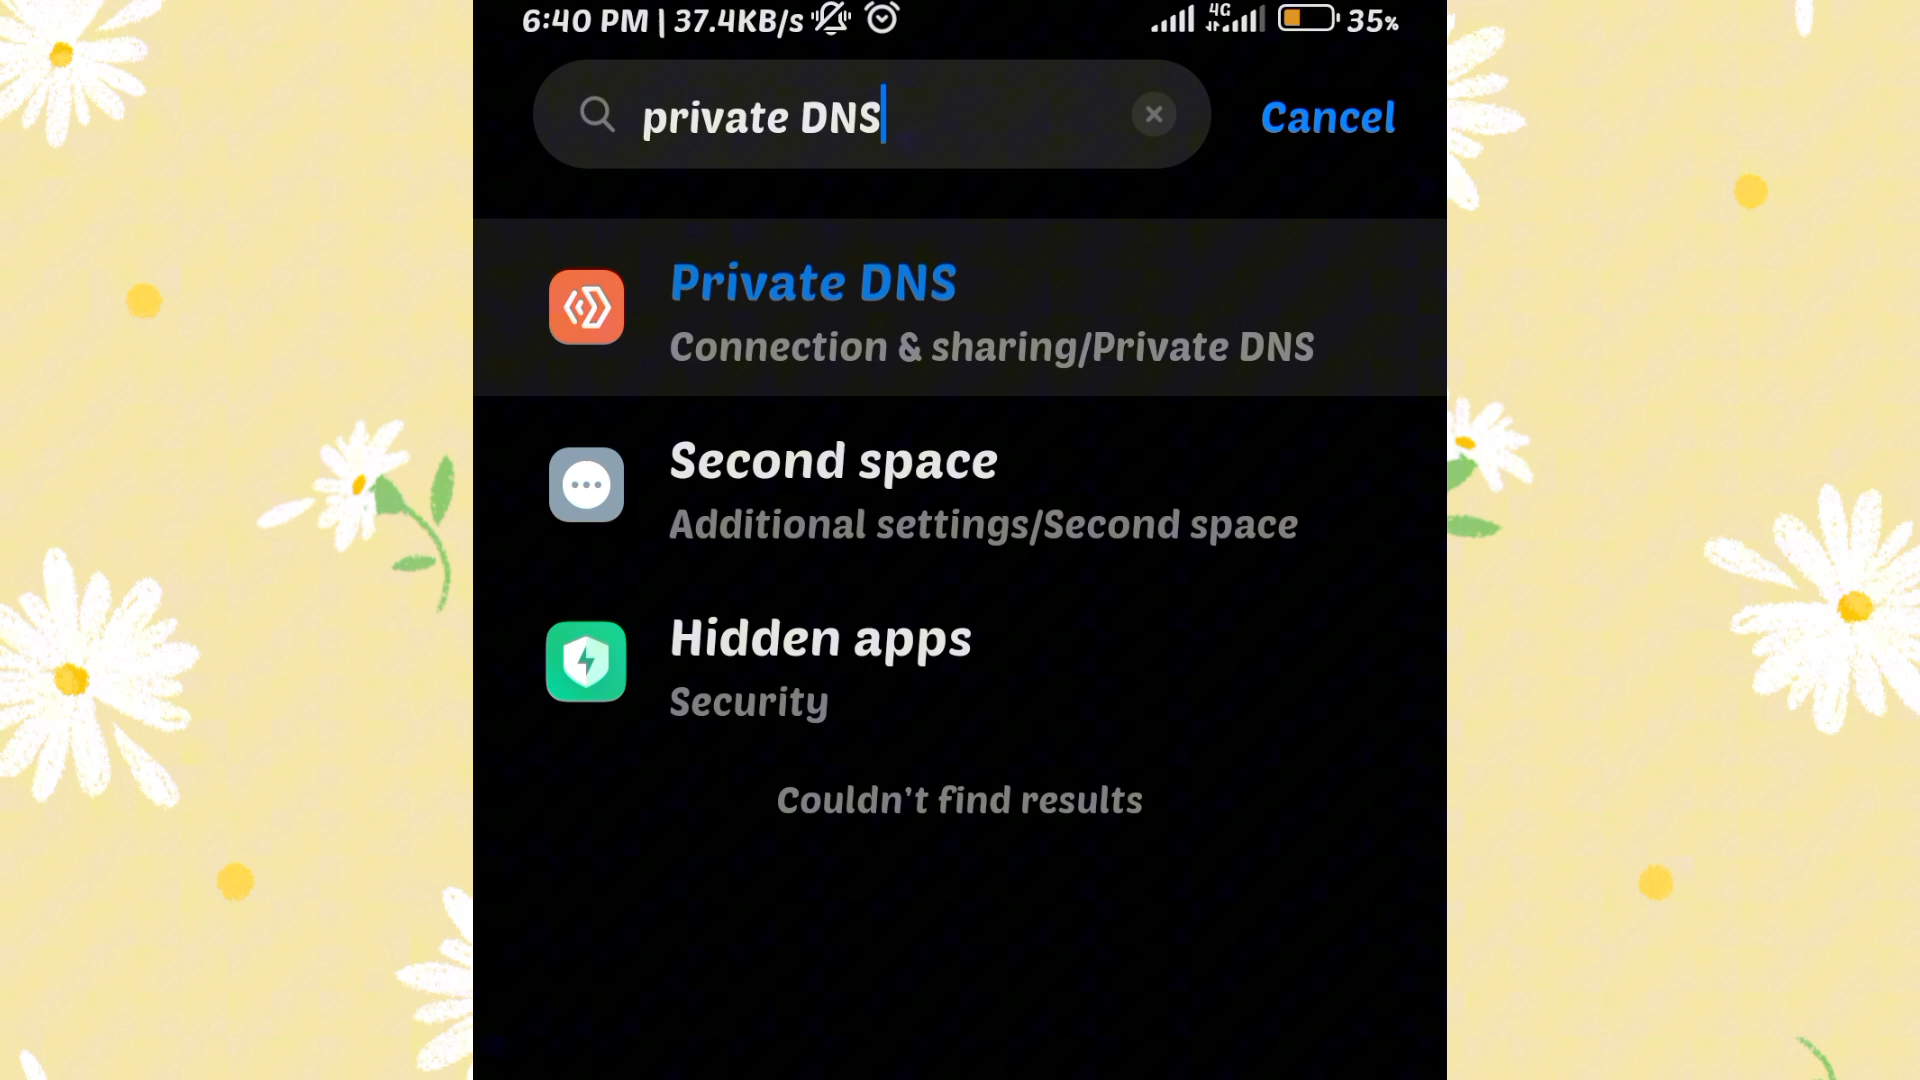 6:40 PM | 37.4KB/s 4G 35%
private DNS Cancel
Private DNS
Connection & sharing/Private DNS
Second space
Additional settings/Second space
Hidden apps
Security
Couldn't find results